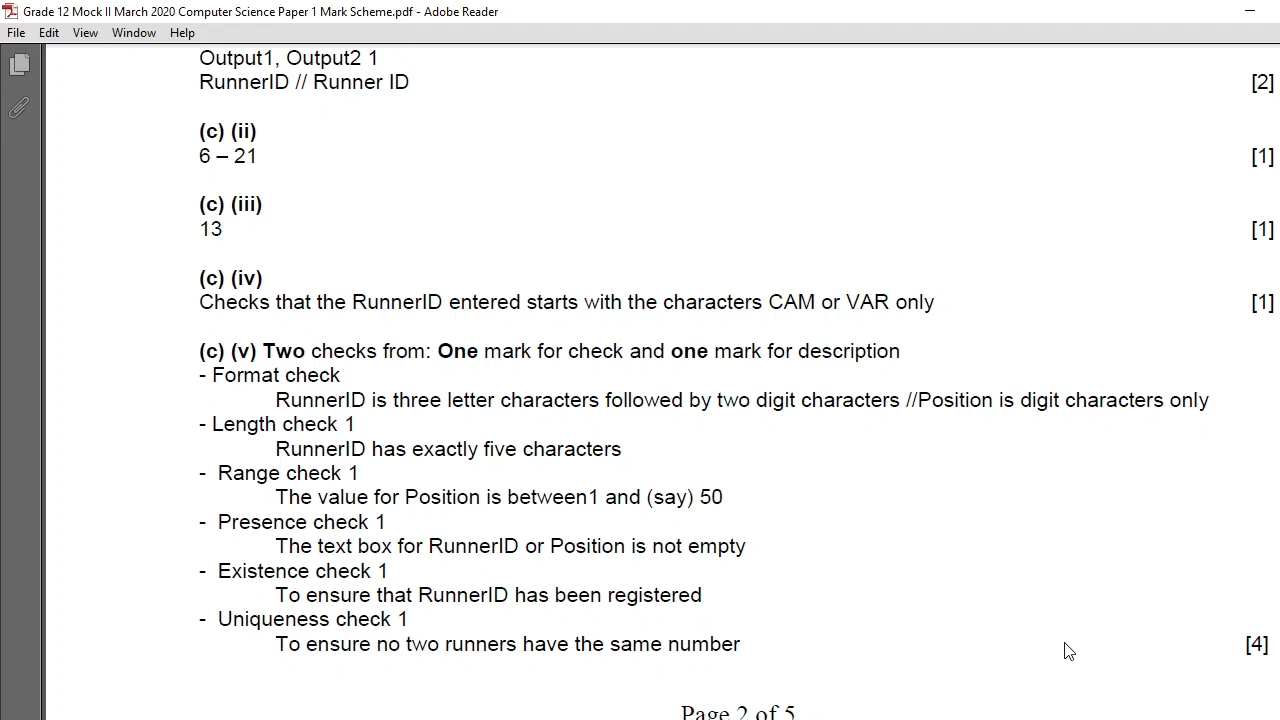 Grade 12 Mock II March 2020 Computer Science Paper 1 Mark Scheme.pdf - Adobe Reader
File Edit View Window Help
Output1, Output2 1
RunnerID // Runner ID [2]
(c) (ii)
6 – 21 [1]
(c) (iii)
13 [1]
(c) (iv)
Checks that the RunnerID entered starts with the characters CAM or VAR only [1]
(c) (v) Two checks from: One mark for check and one mark for description
- Format check
RunnerID is three letter characters followed by two digit characters //Position is digit characters only
- Length check 1
RunnerID has exactly five characters
- Range check 1
The value for Position is between1 and (say) 50
- Presence check 1
The text box for RunnerID or Position is not empty
- Existence check 1
To ensure that RunnerID has been registered
- Uniqueness check 1
To ensure no two runners have the same number [4]
Page 2 of 5